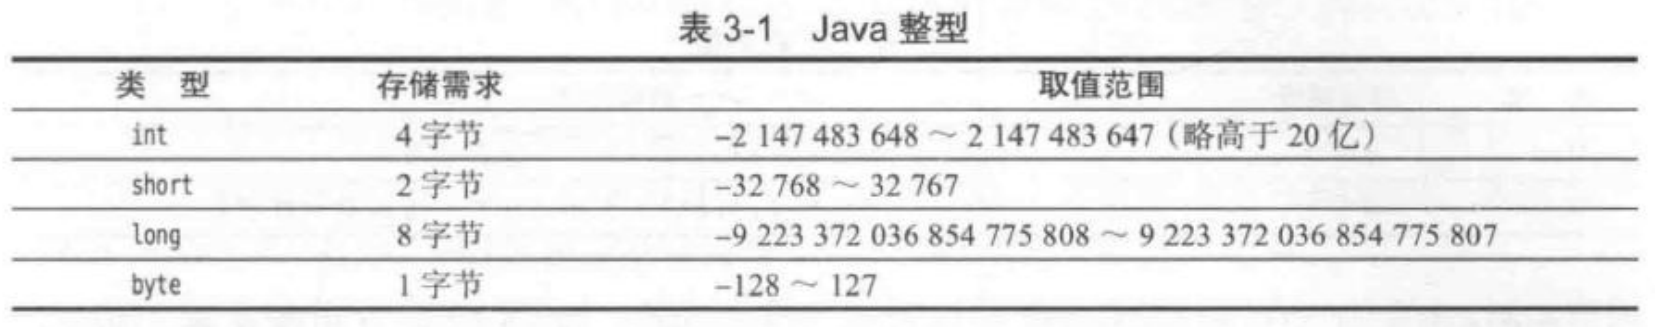 表 3-1 Java 整型
类 型 存储需求 取值范围
int 4 字节 –2 147 483 648 ～ 2 147 483 647 (略高于 20 亿)
short 2 字节 –32 768 ～ 32 767
long 8 字节 –9 223 372 036 854 775 808 ～ 9 223 372 036 854 775 807
byte 1 字节 –128 ～ 127